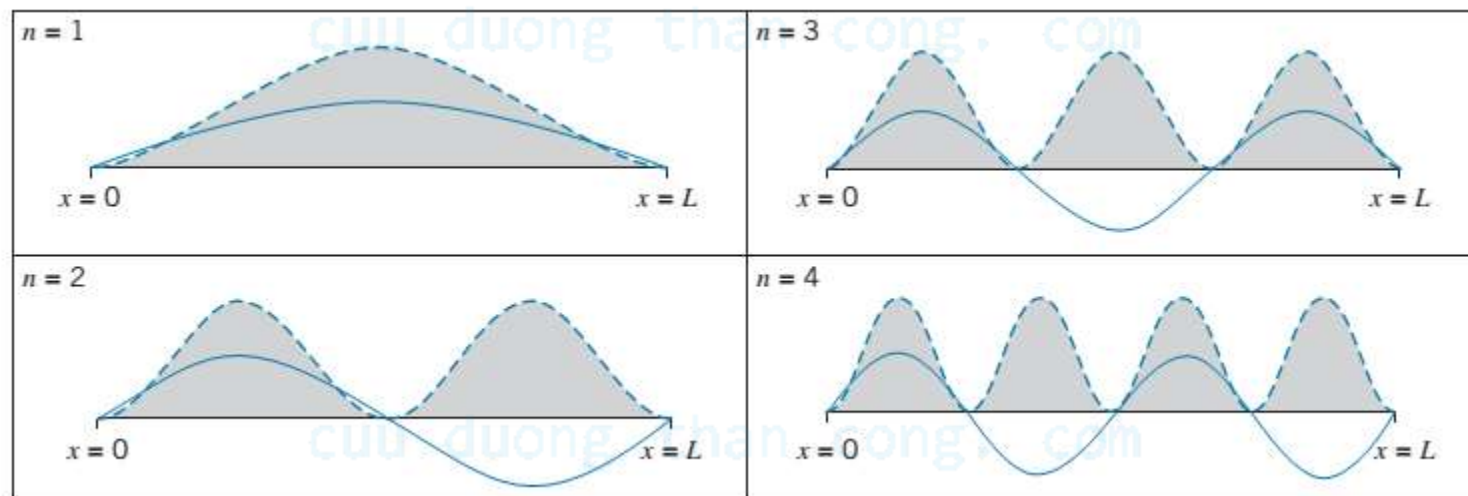 cuu duong than cong. com
n = 1
x = 0
x = L
n = 3
x = 0
x = L
n = 2
x = 0
x = L
n = 4
x = 0
x = L
cuu duong than cong. com